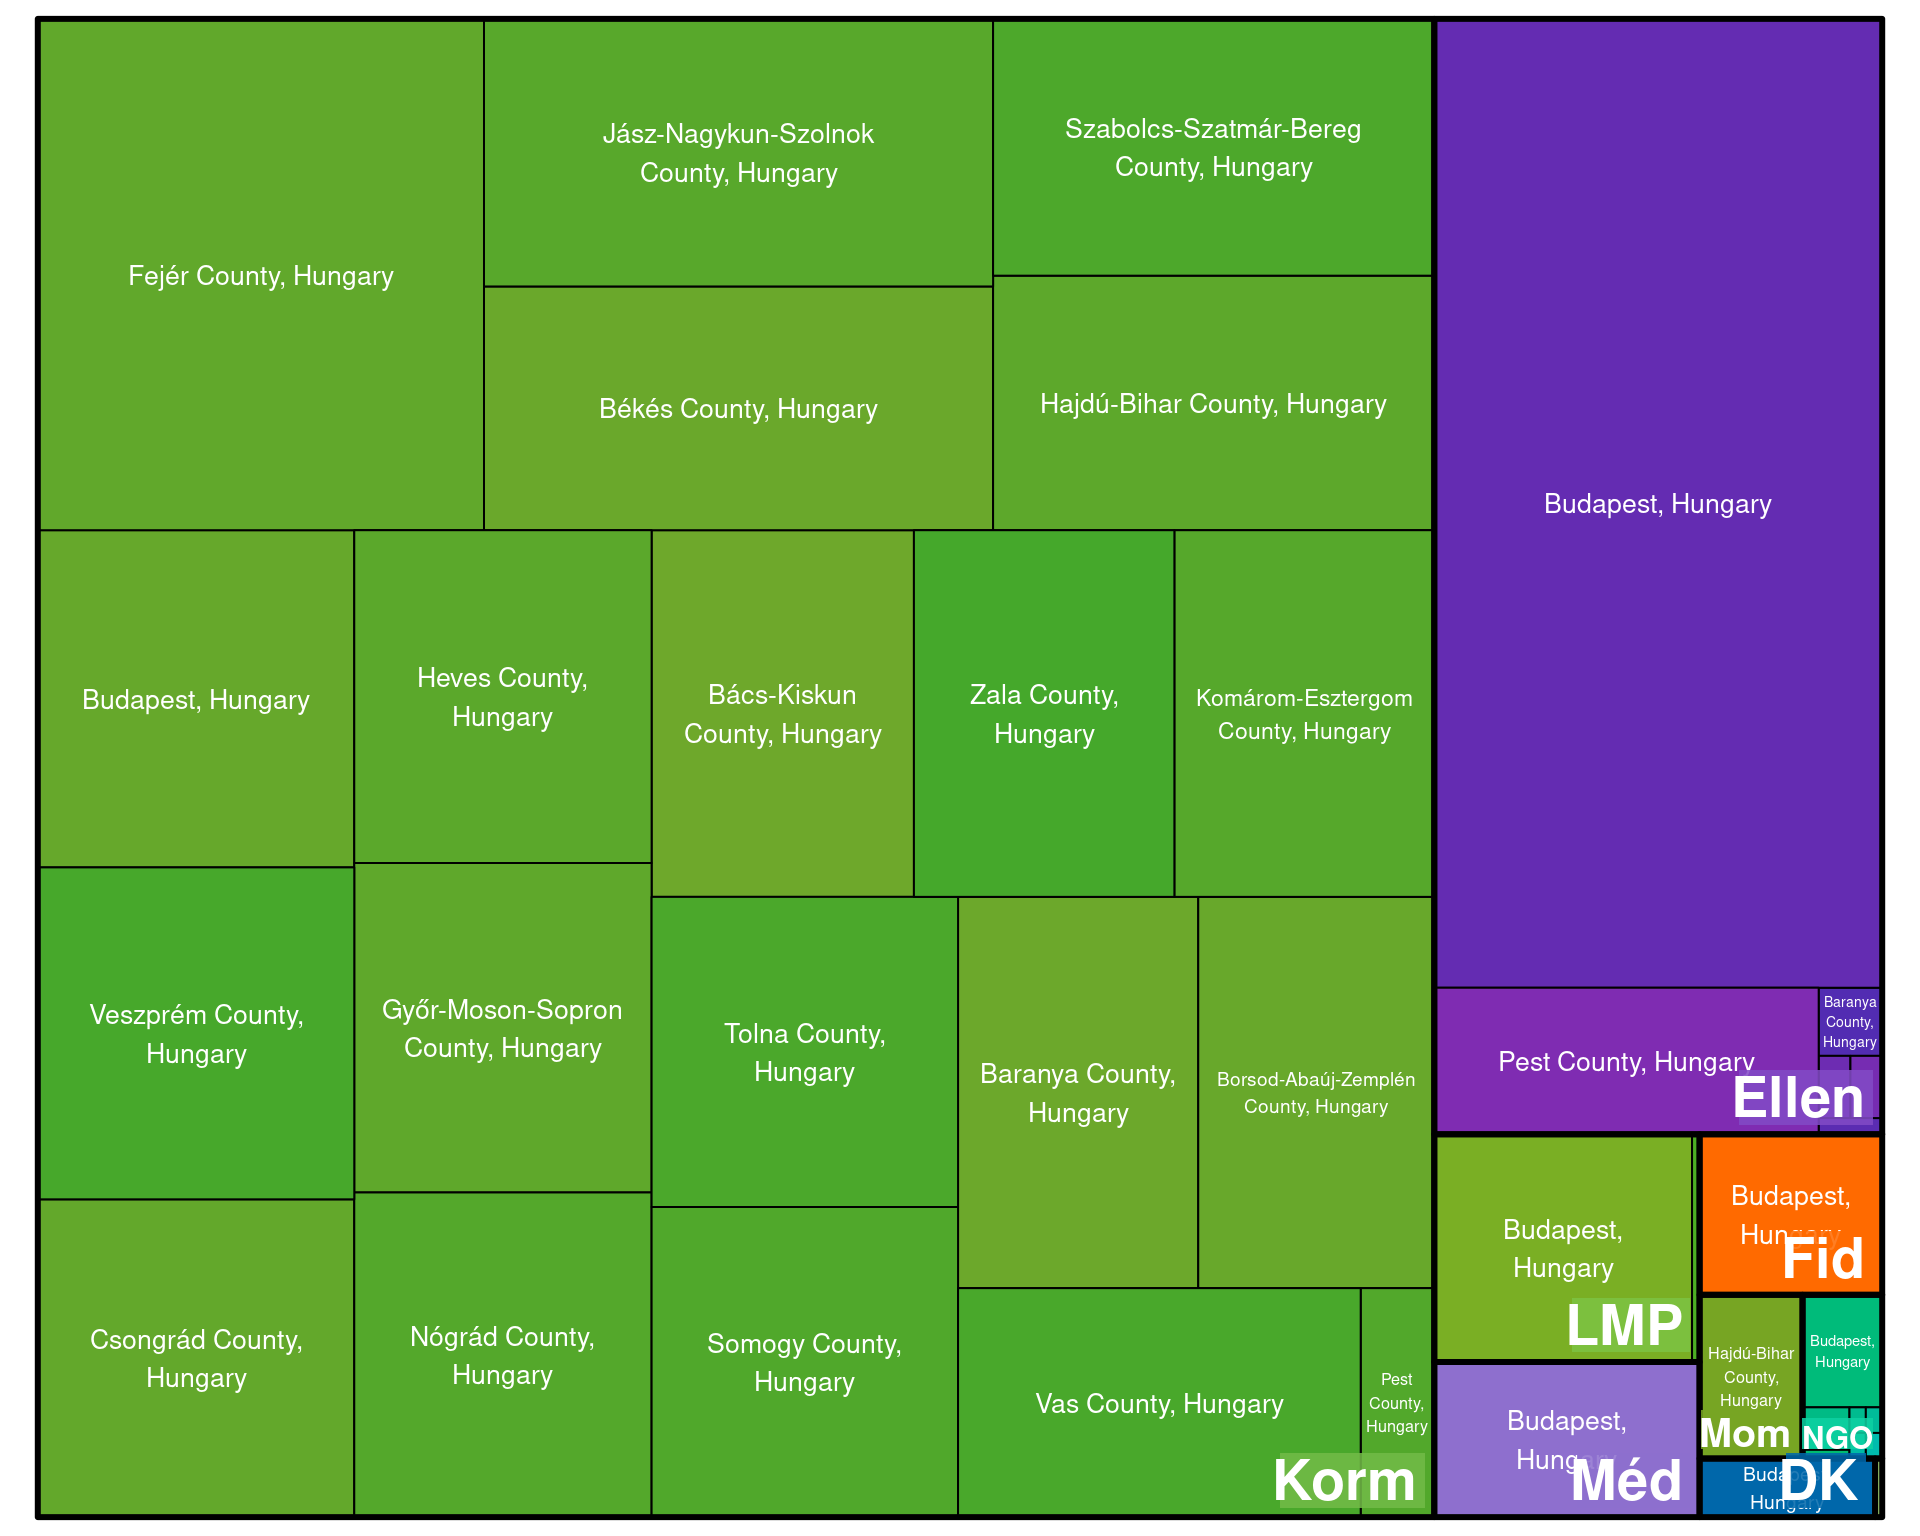 Fejér County, Hungary
Jász-Nagykun-Szolnok
County, Hungary
Szabolcs-Szatmár-Bereg
County, Hungary
Békés County, Hungary
Hajdú-Bihar County, Hungary
Budapest, Hungary
Budapest, Hungary
Heves County,
Hungary
Bács-Kiskun
County, Hungary
Zala County,
Hungary
Komárom-Esztergom
County, Hungary
Veszprém County,
Hungary
Győr-Moson-Sopron
County, Hungary
Tolna County,
Hungary
Baranya County,
Hungary
Borsod-Abaúj-Zemplén
County, Hungary
Csongrád County,
Hungary
Nógrád County,
Hungary
Somogy County,
Hungary
Vas County, Hungary
Pest
County,
Hungary
Korm
Pest County, Hungary
Baranya
County,
Hungary
Ellen
Budapest,
Hungary
LMP
Budapest,
Hungary
Fid
Hajdú-Bihar
County,
Hungary
Mom
Budapest,
Hungary
NGO
Budapest,
Hungary
Méd
Budapest,
Hungary
DK